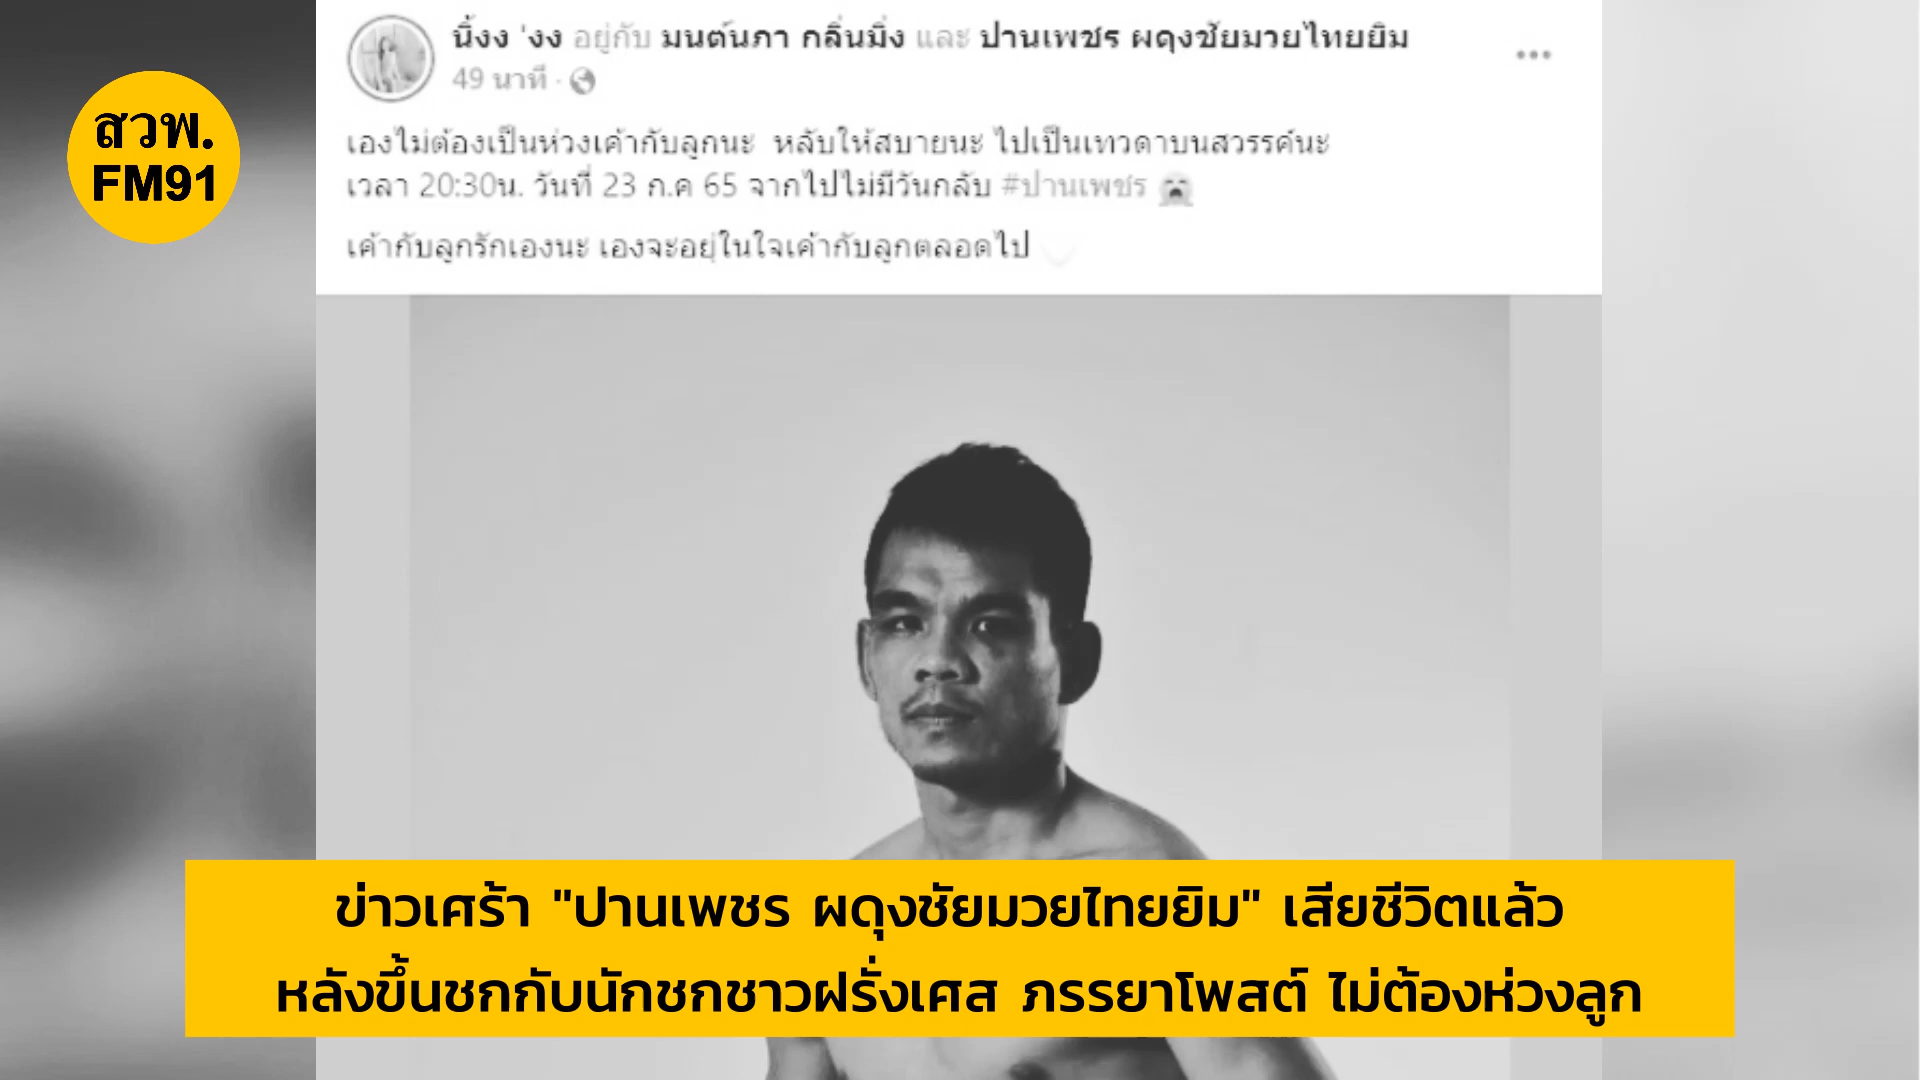 สวพ.
FM91
นิ้งง 'งง อยู่กับ มนต์นภา กลิ่นมิ่ง และ ปานเพชร ผดุงชัยมวยไทยยิม
49 นาที ·
เองไม่ต้องเป็นห่วงเค้ากับลูกนะ หลับให้สบายนะ ไปเป็นเทวดาบนสวรรค์นะ
เวลา 20:30น. วันที่ 23 ก.ค 65 จากไปไม่มีวันกลับ #ปานเพชร
เค้ากับลูกรักเองนะ เองจะอยู่ในใจเค้ากับลูกตลอดไป
ข่าวเศร้า "ปานเพชร ผดุงชัยมวยไทยยิม" เสียชีวิตแล้ว
หลังขึ้นชกกับนักชกชาวฝรั่งเศส ภรรยาโพสต์ ไม่ต้องห่วงลูก